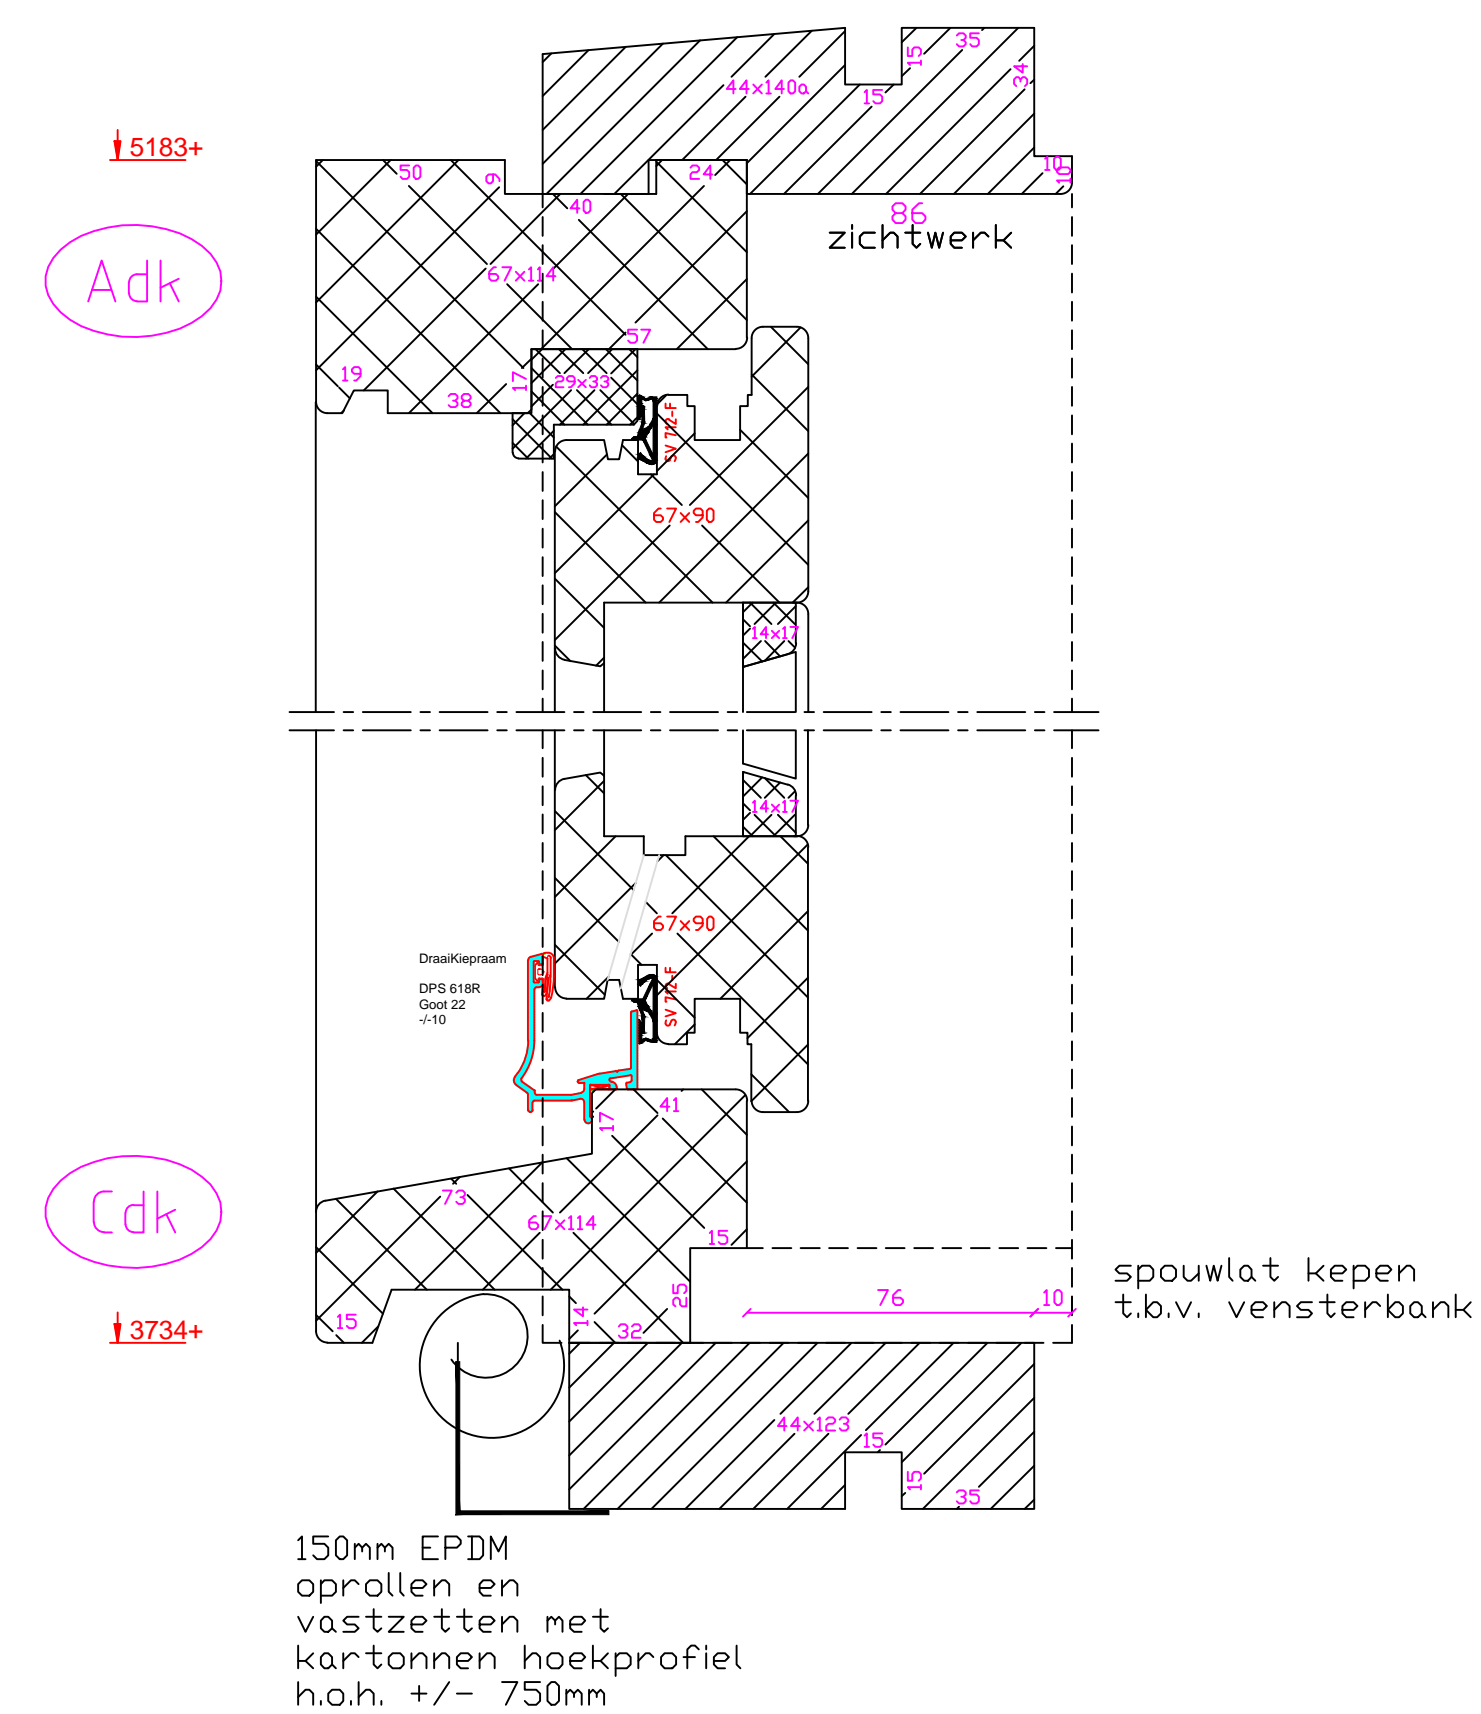 35
15
34
44x140a
15
5183+
10
10
50
9
24
40
86
zichtwerk
Adk
67x114
57
19
17
29x33
38
SV 712-F
67x90
14x17
14x17
67x90
DraaiKiepraam
DPS 618R
Goot 22
-/-10
SV 712-F
41
17
Cdk
73
67x114
15
spouwlat kepen
t.b.v. vensterbank
25
76
10
15
14
32
3734+
44x123
15
15
35
150mm EPDM
oprollen en
vastzetten met
kartonnen hoekprofiel
h.o.h. +/- 750mm